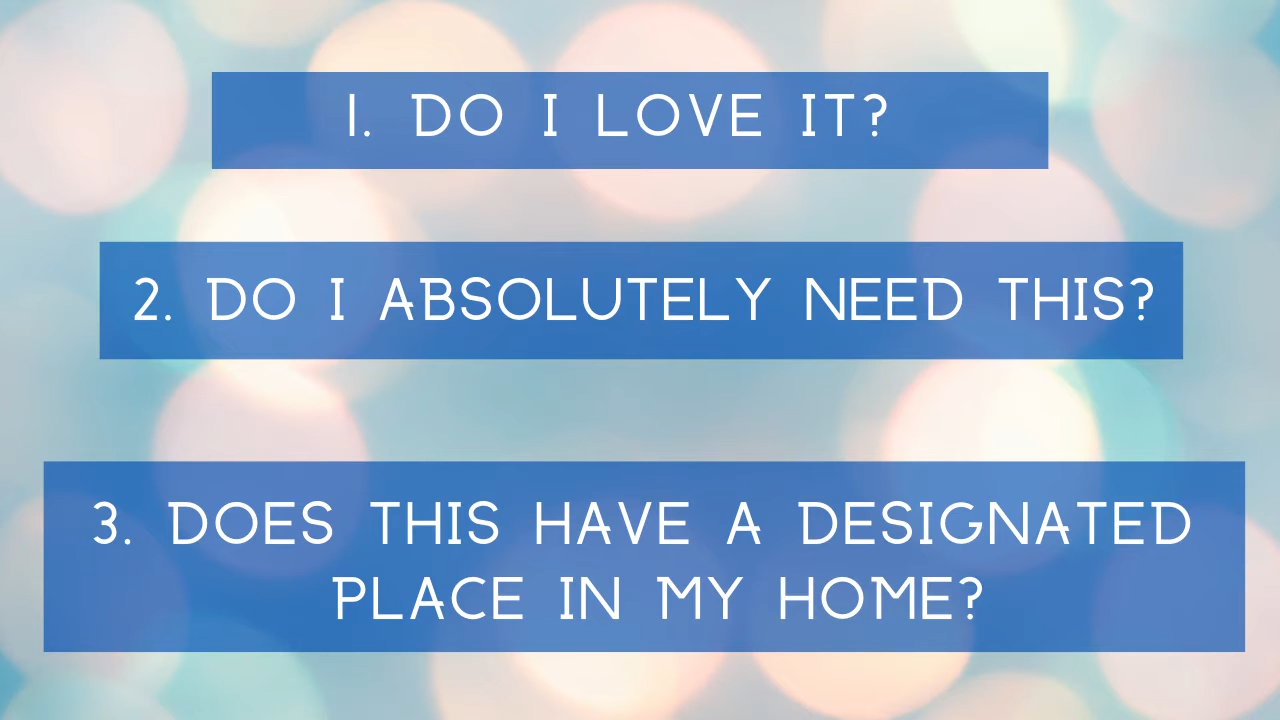 1. DO I LOVE IT?
2. DO I ABSOLUTELY NEED THIS?
3. DOES THIS HAVE A DESIGNATED
PLACE IN MY HOME?